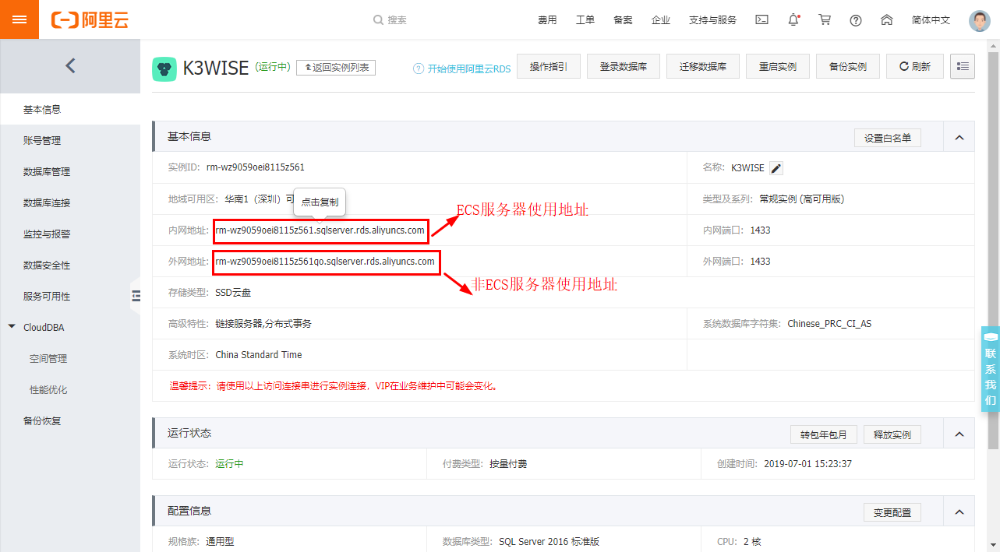 阿里云
搜索
费用 工单 备案 企业 支持与服务 简体中文
K3WISE (运行中) 返回实例列表
开始使用阿里云RDS 操作指引 登录数据库 迁移数据库 重启实例 备份实例 刷新
基本信息
账号管理
数据库管理
数据库连接
监控与报警
数据安全性
服务可用性
CloudDBA
空间管理
性能优化
备份恢复
基本信息 设置白名单
实例ID: rm-wz9059oei8115z561 名称: K3WISE
地域可用区: 华南1（深圳）可 类型及系列: 常规实例 (高可用版)
点击复制
ECS服务器使用地址
内网地址: rm-wz9059oei8115z561.sqlserver.rds.aliyuncs.com 内网端口: 1433
外网地址: rm-wz9059oei8115z561qo.sqlserver.rds.aliyuncs.com 外网端口: 1433
非ECS服务器使用地址
存储类型: SSD云盘
高级特性: 链接服务器,分布式事务 系统数据库字符集: Chinese_PRC_CI_AS
系统时区: China Standard Time
温馨提示：请使用以上访问连接串进行实例连接，VIP在业务维护中可能会变化。
运行状态 转包年包月 释放实例
运行状态: 运行中 付费类型: 按量付费 创建时间: 2019-07-01 15:23:37
配置信息 变更配置
规格族: 通用型 数据库类型: SQL Server 2016 标准版 CPU: 2 核
联系我们